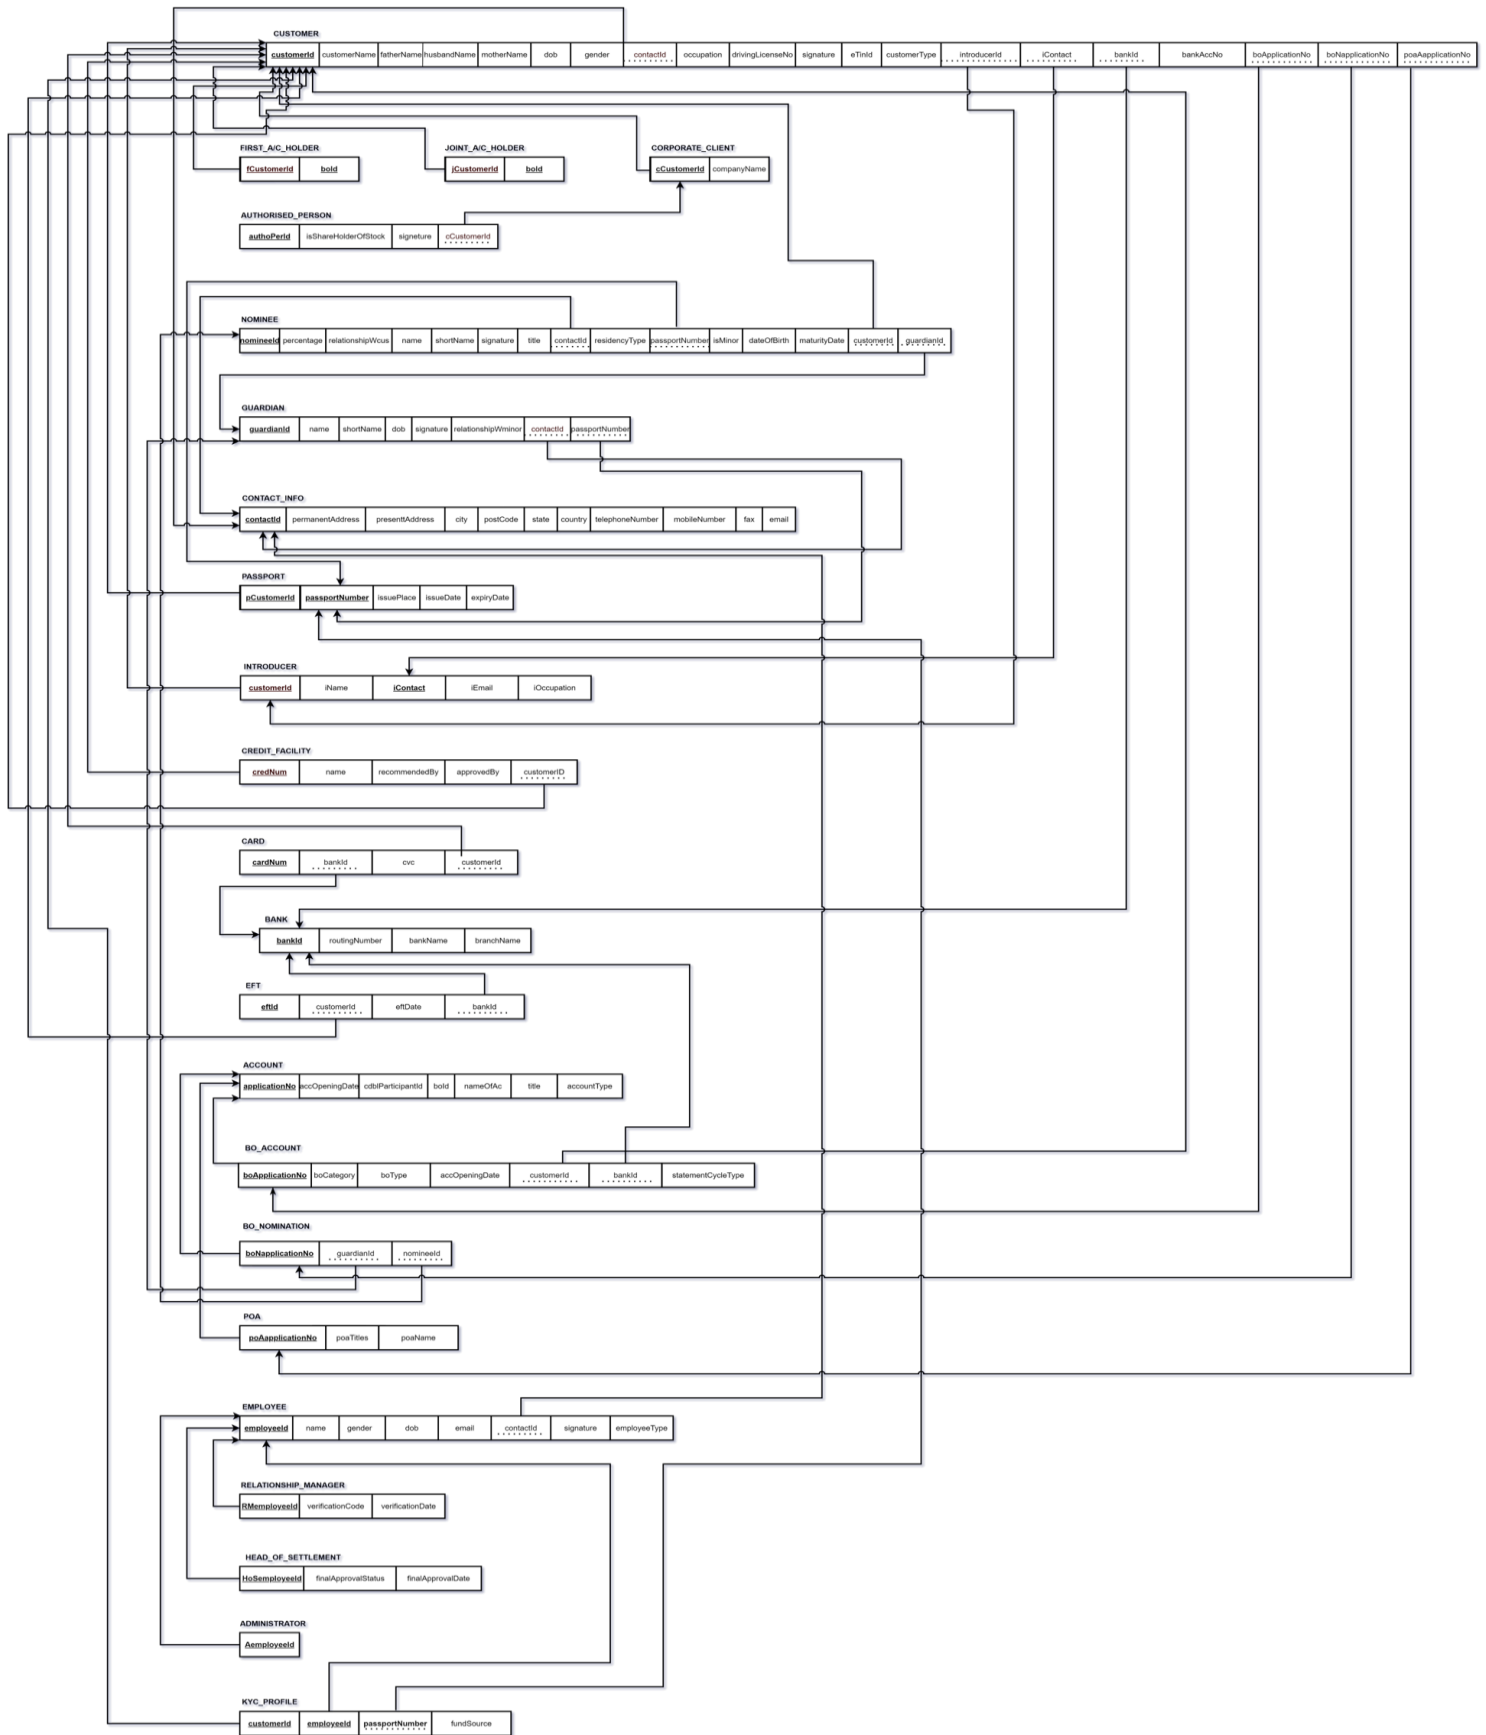 CUSTOMER
customerId customerName fatherName husbandName motherName dob gender contactId occupation drivingLicenseNo signature eTinId customerType introducerId iContact bankId bankAccNo boApplicationNo boNapplicationNo poaAapplicationNo
FIRST_A/C_HOLDER JOINT_A/C_HOLDER CORPORATE_CLIENT
fCustomerId boId jCustomerId boId cCustomerId companyName
AUTHORISED_PERSON
authoPerId isShareHolderOfStock signeture cCustomerId
NOMINEE
nomineeId percentage relationshipWcus name shortName signature title contactId residencyType passportNumber isMinor dateOfBirth maturityDate customerId guardianId
GUARDIAN
guardianId name shortName dob signature relationshipWminor contactId passportNumber
CONTACT_INFO
contactId permanentAddress presenttAddress city postCode state country telephoneNumber mobileNumber fax email
PASSPORT
pCustomerId passportNumber issuePlace issueDate expiryDate
INTRODUCER
customerId iName iContact iEmail iOccupation
CREDIT_FACILITY
credNum name recommendedBy approvedBy customerID
CARD
cardNum bankId cvc customerId
BANK
bankId routingNumber bankName branchName
EFT
eftId customerId eftDate bankId
ACCOUNT
applicationNo accOpeningDate cdblParticipantId boId nameOfAc title accountType
BO_ACCOUNT
boApplicationNo boCategory boType accOpeningDate customerId bankId statementCycleType
BO_NOMINATION
boNapplicationNo guardianId nomineeId
POA
poAapplicationNo poaTitles poaName
EMPLOYEE
employeeId name gender dob email contactId signature employeeType
RELATIONSHIP_MANAGER
RMemployeeId verificationCode verificationDate
HEAD_OF_SETTLEMENT
HoSemployeeId finalApprovalStatus finalApprovalDate
ADMINISTRATOR
AemployeeId
KYC_PROFILE
customerId employeeId passportNumber fundSource